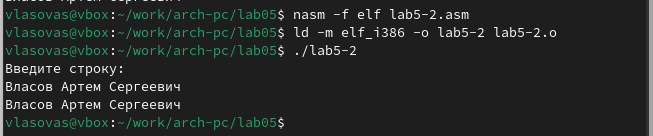 vlasovas@vbox:~/work/arch-pc/lab05$ nasm -f elf lab5-2.asm
vlasovas@vbox:~/work/arch-pc/lab05$ ld -m elf_i386 -o lab5-2 lab5-2.o
vlasovas@vbox:~/work/arch-pc/lab05$ ./lab5-2
Введите строку:
Власов Артем Сергеевич
Власов Артем Сергеевич
vlasovas@vbox:~/work/arch-pc/lab05$